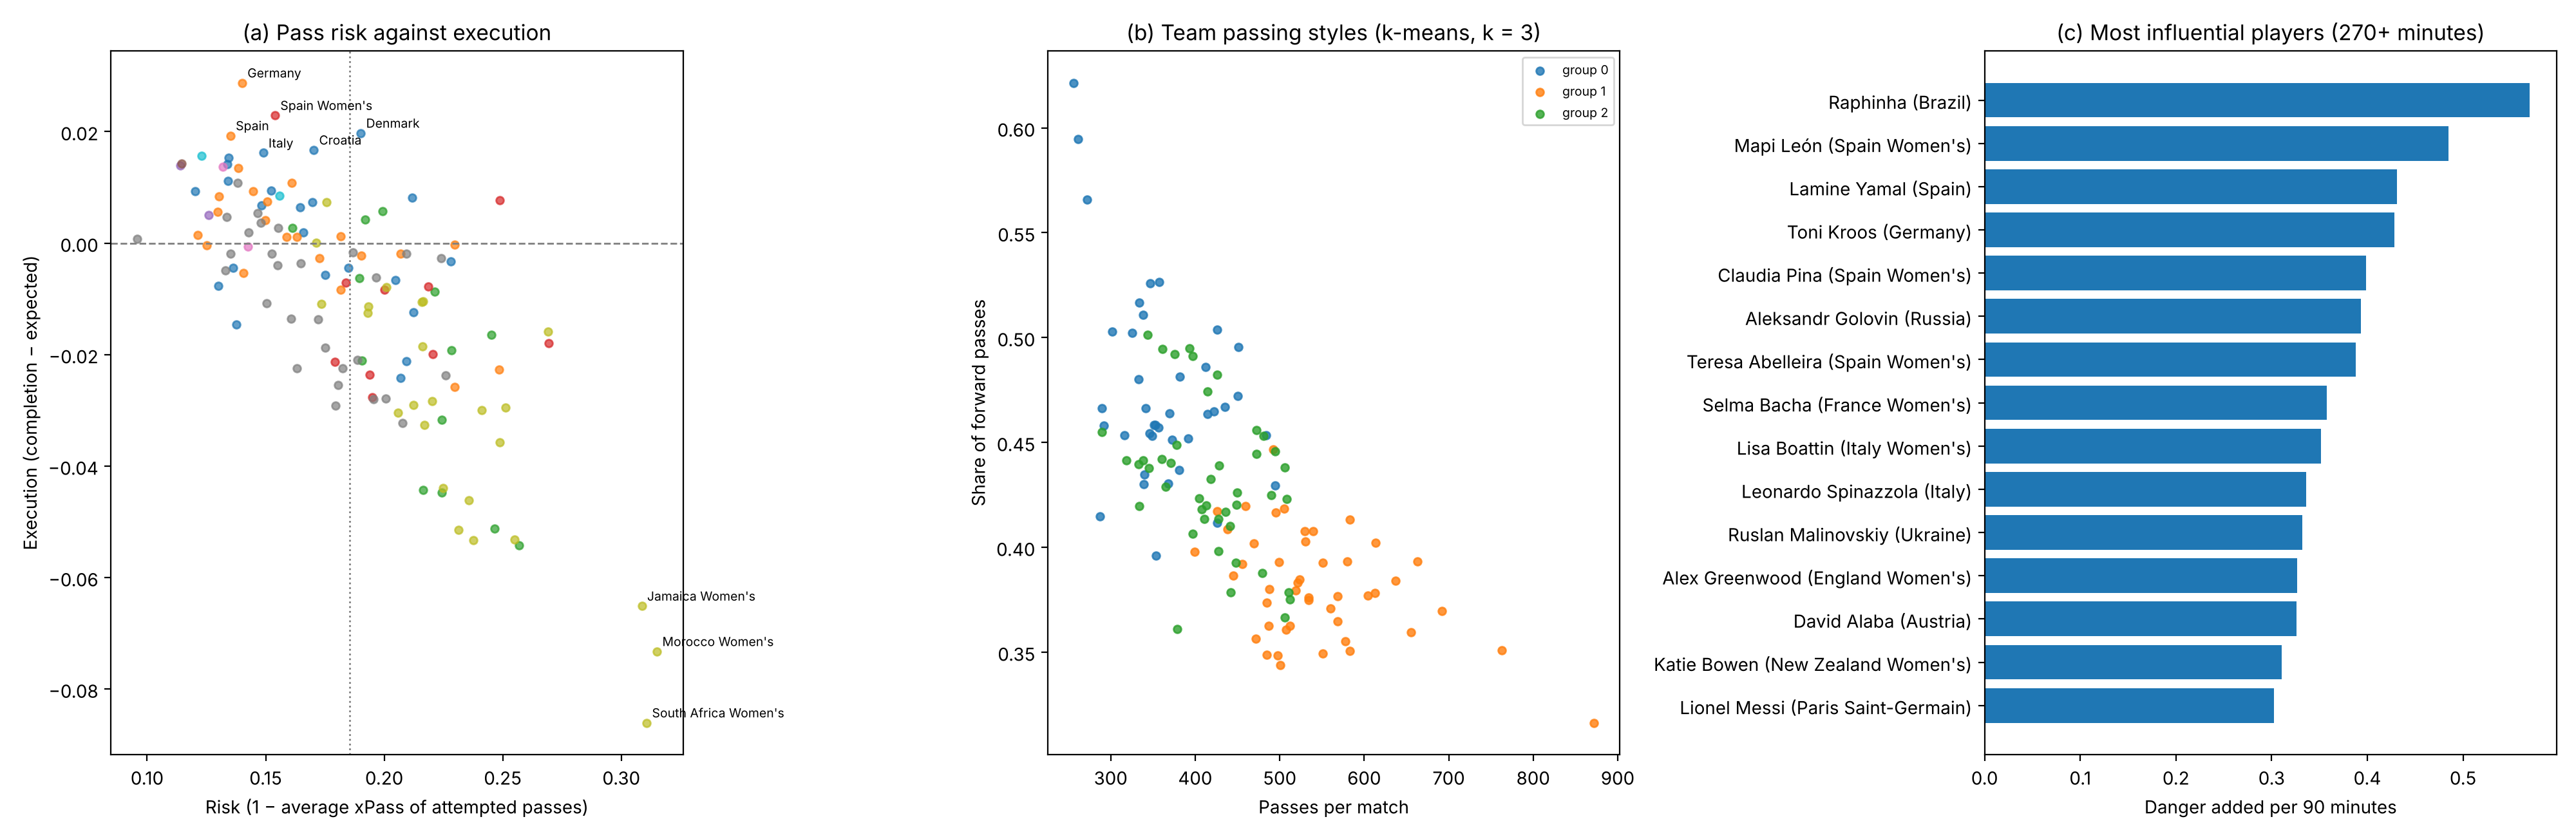 (a) Pass risk against execution
Germany
Spain Women's
Spain
Denmark
Italy
Croatia
Jamaica Women's
Morocco Women's
South Africa Women's
0.02
0.00
−0.02
−0.04
−0.06
−0.08
Execution (completion − expected)
0.10
0.15
0.20
0.25
0.30
Risk (1 − average xPass of attempted passes)
(b) Team passing styles (k-means, k = 3)
group 0
group 1
group 2
0.60
0.55
0.50
0.45
0.40
0.35
Share of forward passes
300
400
500
600
700
800
900
Passes per match
(c) Most influential players (270+ minutes)
Raphinha (Brazil)
Mapi León (Spain Women's)
Lamine Yamal (Spain)
Toni Kroos (Germany)
Claudia Pina (Spain Women's)
Aleksandr Golovin (Russia)
Teresa Abelleira (Spain Women's)
Selma Bacha (France Women's)
Lisa Boattin (Italy Women's)
Leonardo Spinazzola (Italy)
Ruslan Malinovskiy (Ukraine)
Alex Greenwood (England Women's)
David Alaba (Austria)
Katie Bowen (New Zealand Women's)
Lionel Messi (Paris Saint-Germain)
0.0
0.1
0.2
0.3
0.4
0.5
Danger added per 90 minutes